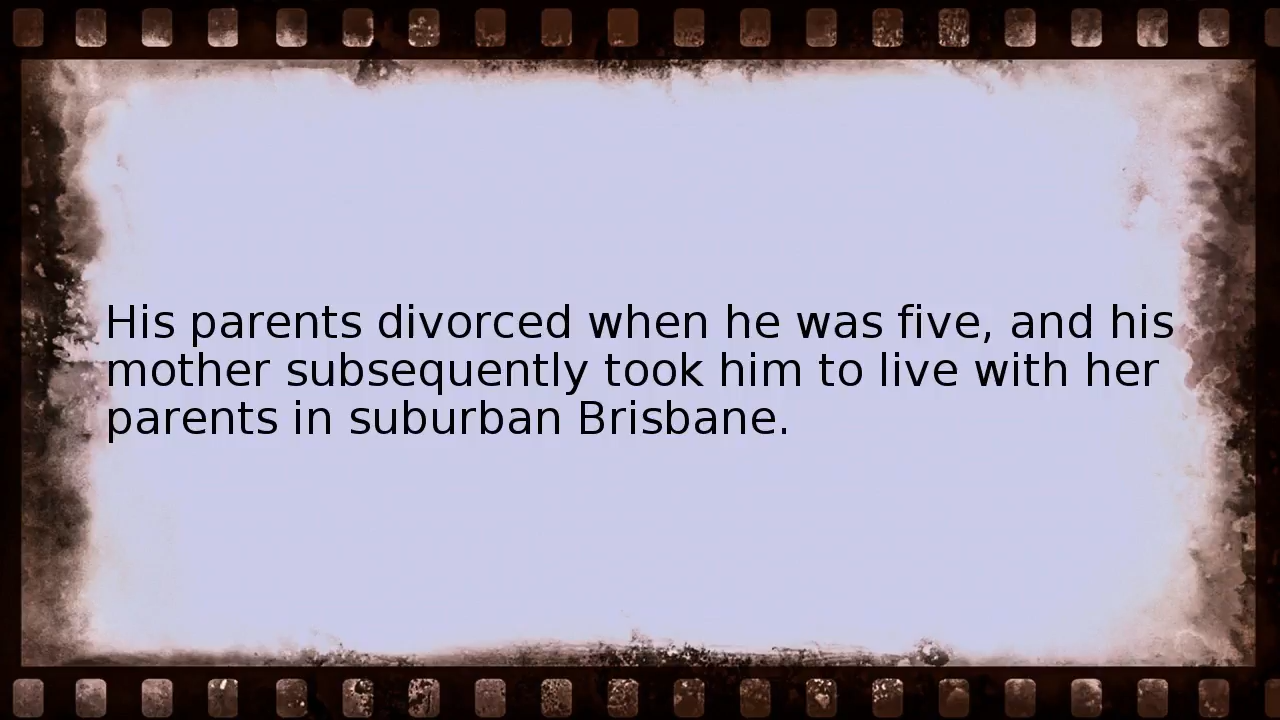 His parents divorced when he was five, and his
mother subsequently took him to live with her
parents in suburban Brisbane.